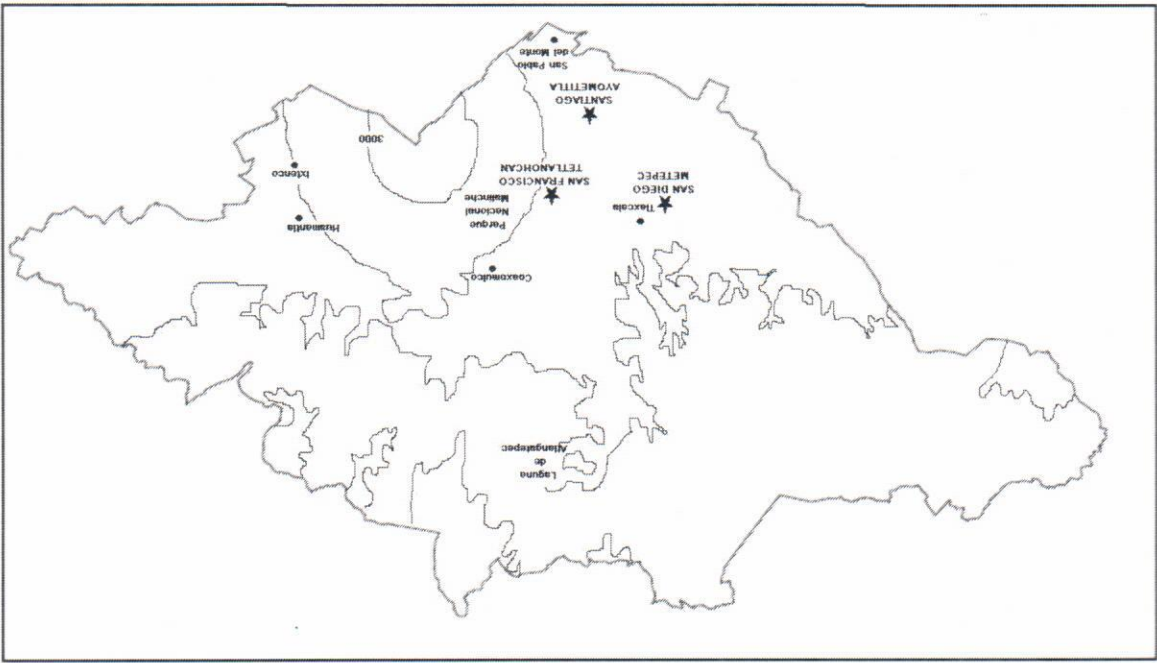 Laguna
de
Atlangatepec
Coaxomulco
Parque
Nacional
Malinche
Huamantla
Tlaxcala
SAN DIEGO
METEPEC
SAN FRANCISCO
TETLANOHCAN
Ixtenco
3000
SANTIAGO
AYOMETITLA
San Pablo
del Monte